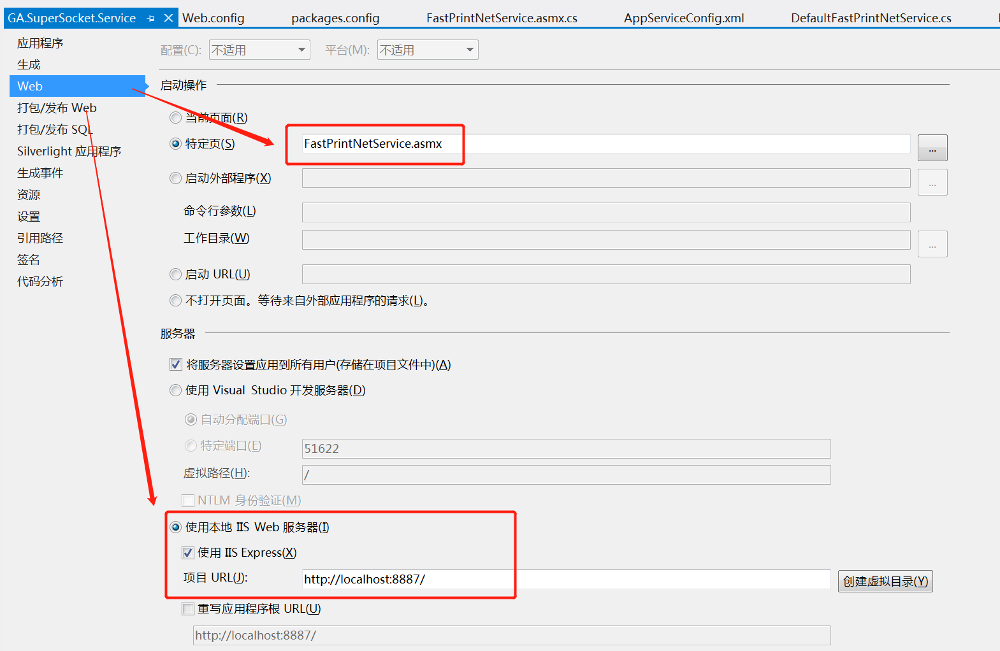 GA.SuperSocket.Service Web.config packages.config FastPrintNetService.asmx.cs AppServiceConfig.xml DefaultFastPrintNetService.cs
应用程序
生成
Web
打包/发布 Web
打包/发布 SQL
Silverlight 应用程序
生成事件
资源
设置
引用路径
签名
代码分析
配置(C): 不适用 平台(M): 不适用
启动操作
当前页面(R)
特定页(S) FastPrintNetService.asmx ...
启动外部程序(X) ...
命令行参数(L)
工作目录(W) ...
启动 URL(U)
不打开页面。等待来自外部应用程序的请求(L)。
服务器
将服务器设置应用到所有用户(存储在项目文件中)(A)
使用 Visual Studio 开发服务器(D)
自动分配端口(G)
特定端口(E) 51622
虚拟路径(H): /
NTLM 身份验证(M)
使用本地 IIS Web 服务器(I)
使用 IIS Express(X)
项目 URL(J): http://localhost:8887/ 创建虚拟目录(Y)
重写应用程序根 URL(U)
http://localhost:8887/